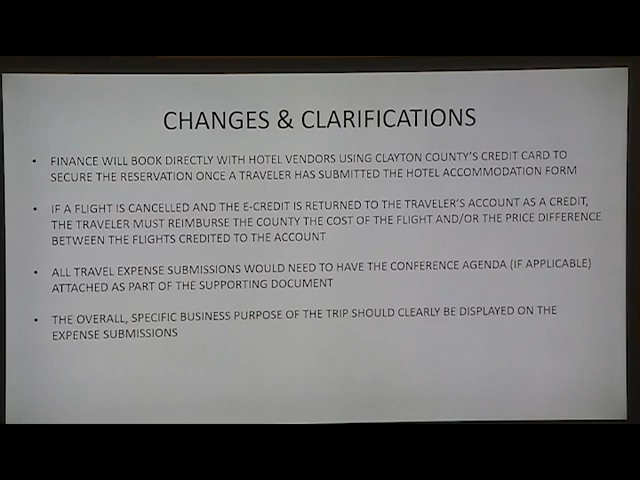 CHANGES & CLARIFICATIONS
• FINANCE WILL BOOK DIRECTLY WITH HOTEL VENDORS USING CLAYTON COUNTY'S CREDIT CARD TO
SECURE THE RESERVATION ONCE A TRAVELER HAS SUBMITTED THE HOTEL ACCOMMODATION FORM
• IF A FLIGHT IS CANCELLED AND THE E-CREDIT IS RETURNED TO THE TRAVELER'S ACCOUNT AS A CREDIT,
THE TRAVELER MUST REIMBURSE THE COUNTY THE COST OF THE FLIGHT AND/OR THE PRICE DIFFERENCE
BETWEEN THE FLIGHTS CREDITED TO THE ACCOUNT
• ALL TRAVEL EXPENSE SUBMISSIONS WOULD NEED TO HAVE THE CONFERENCE AGENDA (IF APPLICABLE)
ATTACHED AS PART OF THE SUPPORTING DOCUMENT
• THE OVERALL, SPECIFIC BUSINESS PURPOSE OF THE TRIP SHOULD CLEARLY BE DISPLAYED ON THE
EXPENSE SUBMISSIONS